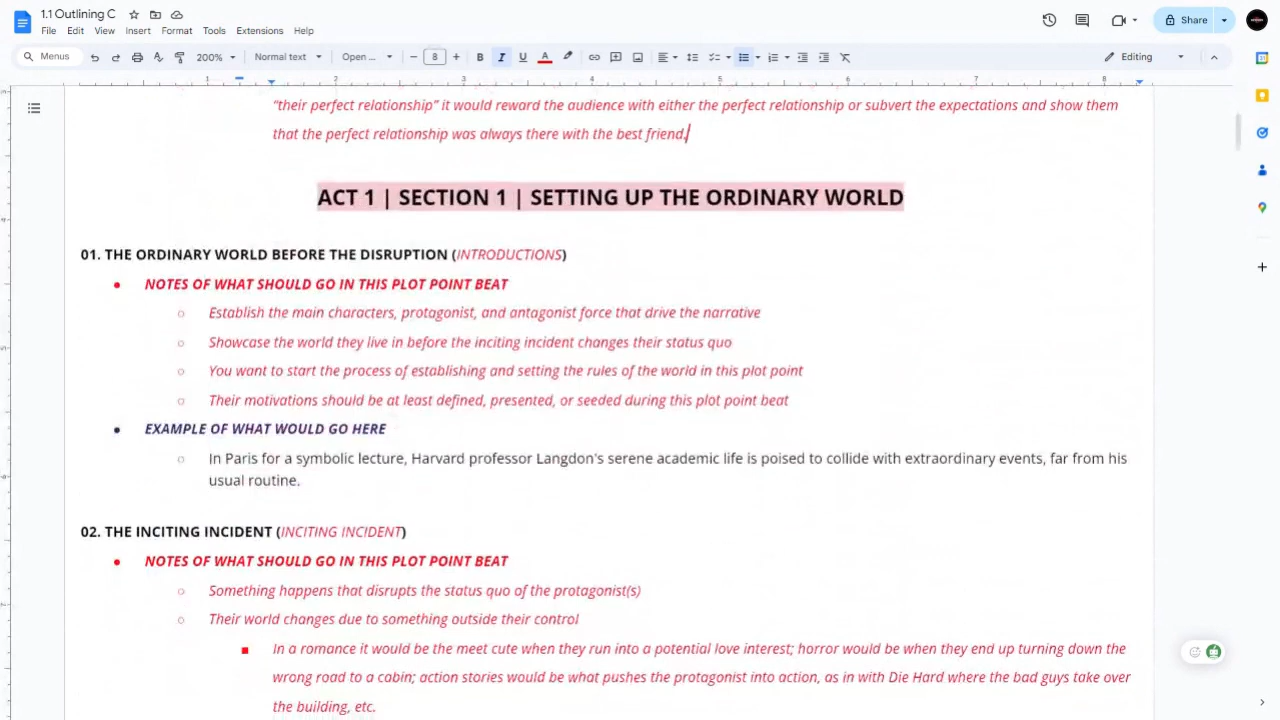 1.1 Outlining C
File Edit View Insert Format Tools Extensions Help
Share
Menus 200% Normal text Open ... 8 B I U A Editing
1 2 3 4 5 6 7 8
"their perfect relationship" it would reward the audience with either the perfect relationship or subvert the expectations and show them
that the perfect relationship was always there with the best friend.
ACT 1 | SECTION 1 | SETTING UP THE ORDINARY WORLD
01. THE ORDINARY WORLD BEFORE THE DISRUPTION (INTRODUCTIONS)
NOTES OF WHAT SHOULD GO IN THIS PLOT POINT BEAT
Establish the main characters, protagonist, and antagonist force that drive the narrative
Showcase the world they live in before the inciting incident changes their status quo
You want to start the process of establishing and setting the rules of the world in this plot point
Their motivations should be at least defined, presented, or seeded during this plot point beat
EXAMPLE OF WHAT WOULD GO HERE
In Paris for a symbolic lecture, Harvard professor Langdon's serene academic life is poised to collide with extraordinary events, far from his
usual routine.
02. THE INCITING INCIDENT (INCITING INCIDENT)
NOTES OF WHAT SHOULD GO IN THIS PLOT POINT BEAT
Something happens that disrupts the status quo of the protagonist(s)
Their world changes due to something outside their control
In a romance it would be the meet cute when they run into a potential love interest; horror would be when they end up turning down the
wrong road to a cabin; action stories would be what pushes the protagonist into action, as in with Die Hard where the bad guys take over
the building, etc.